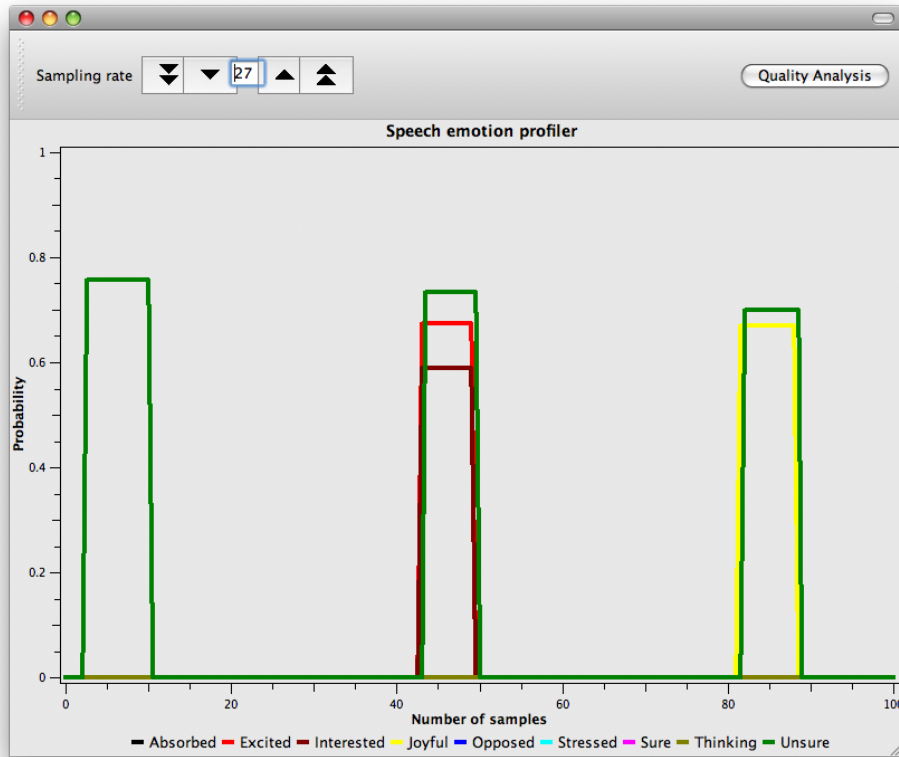 Sampling rate 27 Quality Analysis
Speech emotion profiler
1
0.8
0.6
0.4
0.2
0
Probability
0 20 40 60 80 100
Number of samples
Absorbed Excited Interested Joyful Opposed Stressed Sure Thinking Unsure